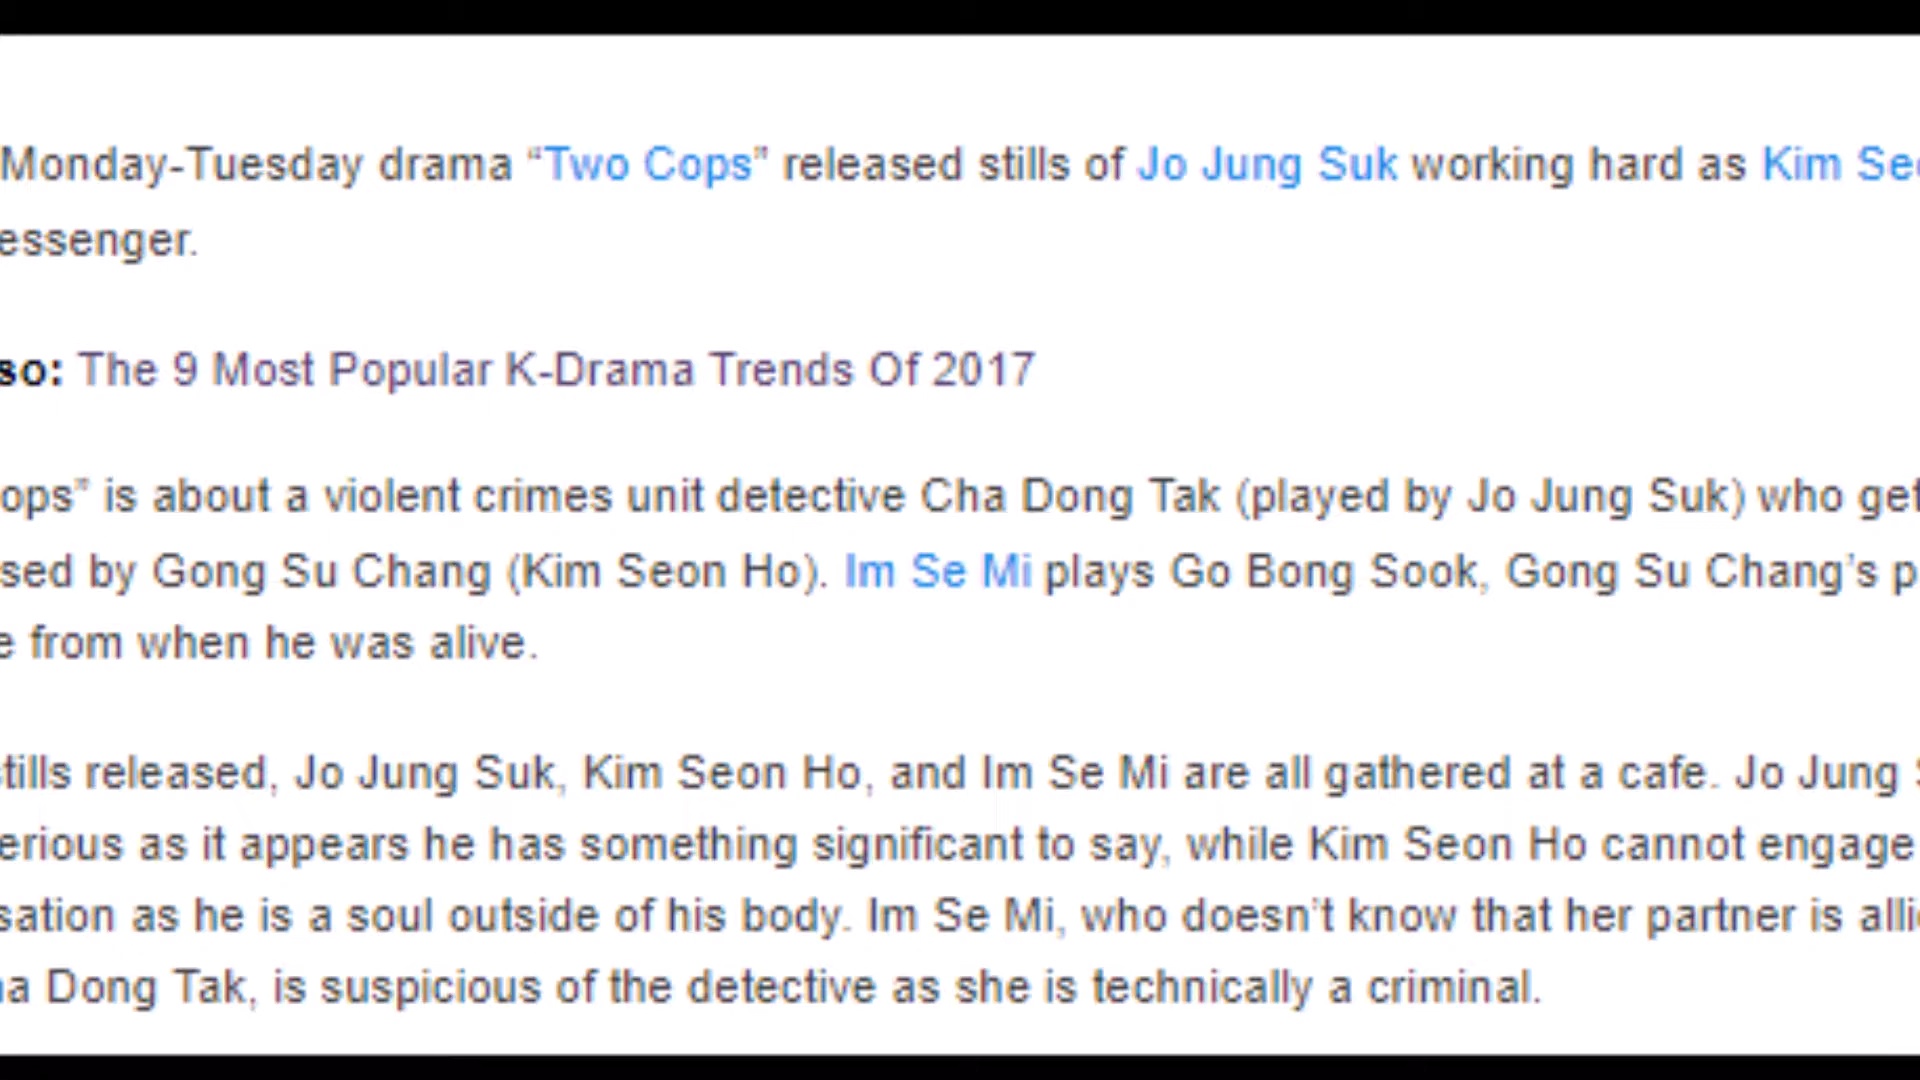 Monday-Tuesday drama “Two Cops” released stills of Jo Jung Suk working hard as Kim
essenger.
so: The 9 Most Popular K-Drama Trends Of 2017
ops” is about a violent crimes unit detective Cha Dong Tak (played by Jo Jung Suk) who
sed by Gong Su Chang (Kim Seon Ho). Im Se Mi plays Go Bong Sook, Gong Su Chang’s
e from when he was alive.
tills released, Jo Jung Suk, Kim Seon Ho, and Im Se Mi are all gathered at a cafe. Jo Jung
erious as it appears he has something significant to say, while Kim Seon Ho cannot engage
sation as he is a soul outside of his body. Im Se Mi, who doesn’t know that her partner is
a Dong Tak, is suspicious of the detective as she is technically a criminal.